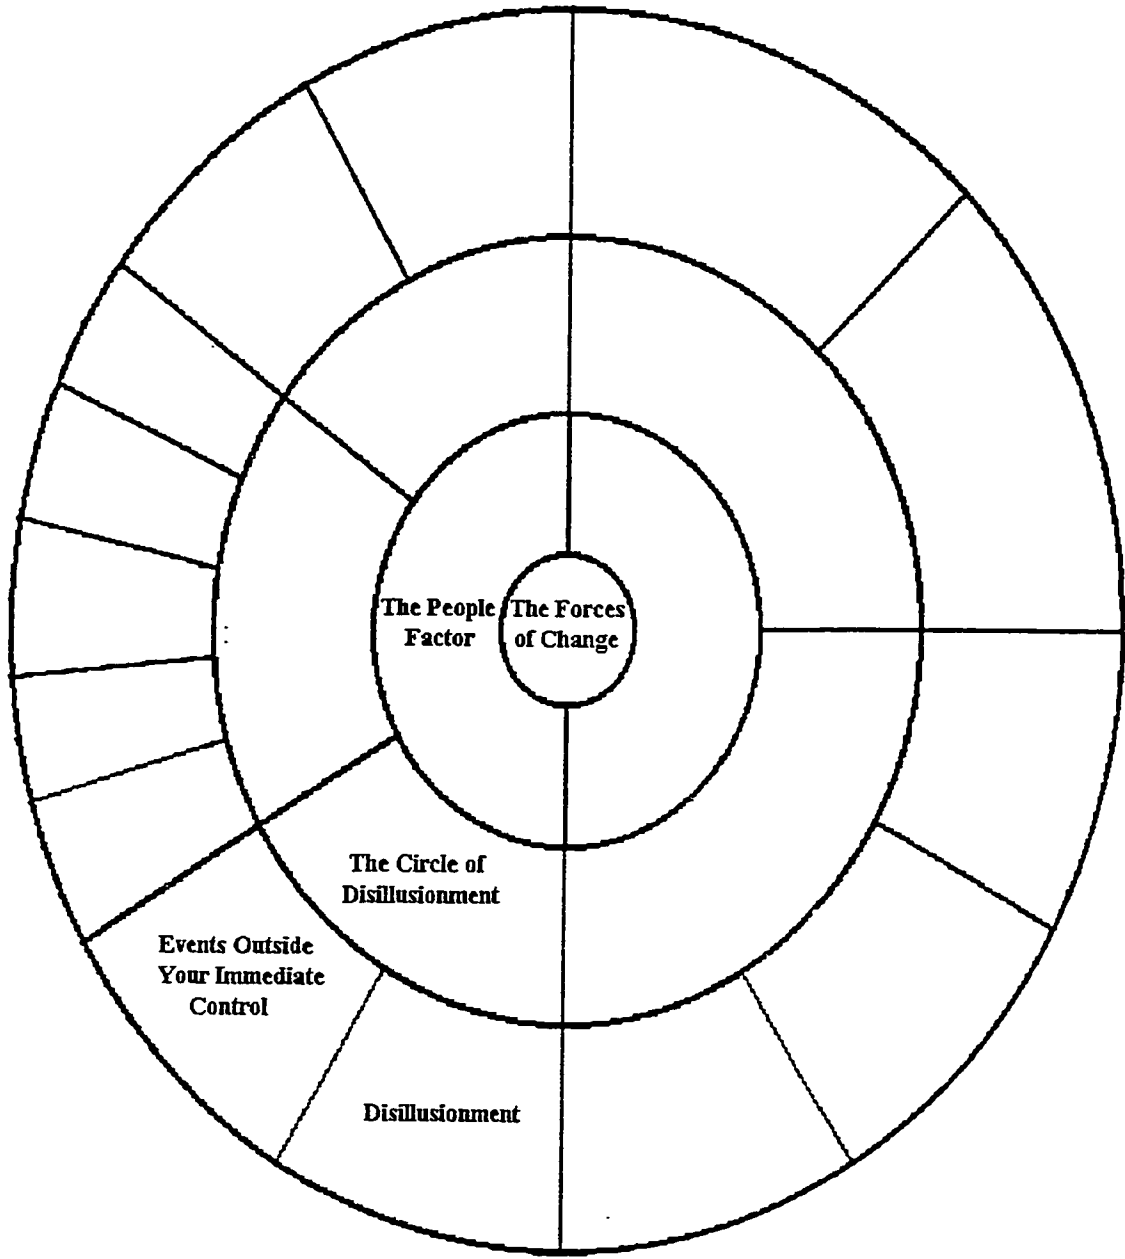 The People
Factor
The Forces
of Change
The Circle of
Disillusionment
Events Outside
Your Immediate
Control
Disillusionment